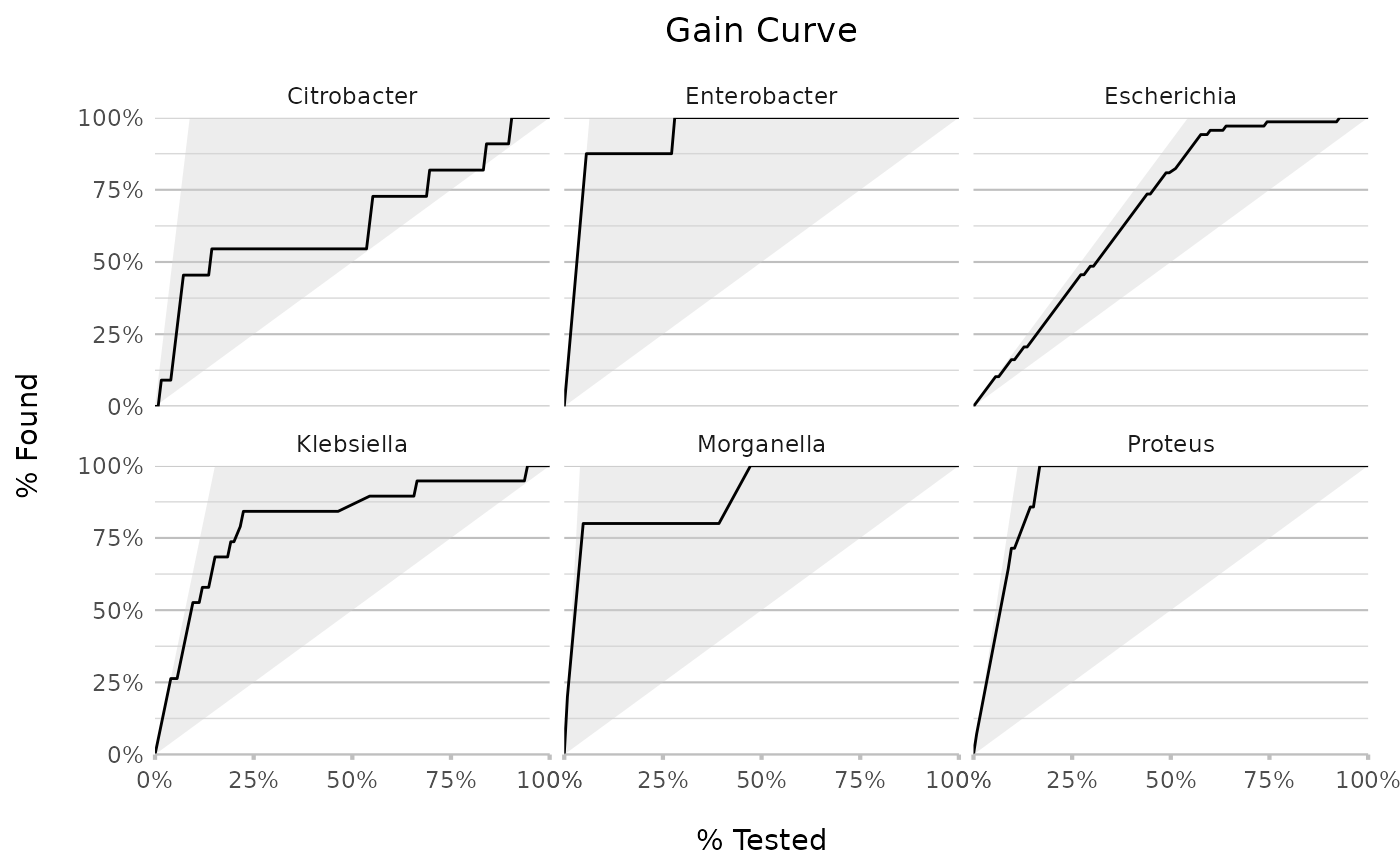 Gain Curve
Citrobacter Enterobacter Escherichia
100%
75%
50%
25%
0%
Klebsiella Morganella Proteus
100%
75%
50%
25%
0%
0% 25% 50% 75% 100% 0% 25% 50% 75% 100% 0% 25% 50% 75% 100%
% Found
% Tested